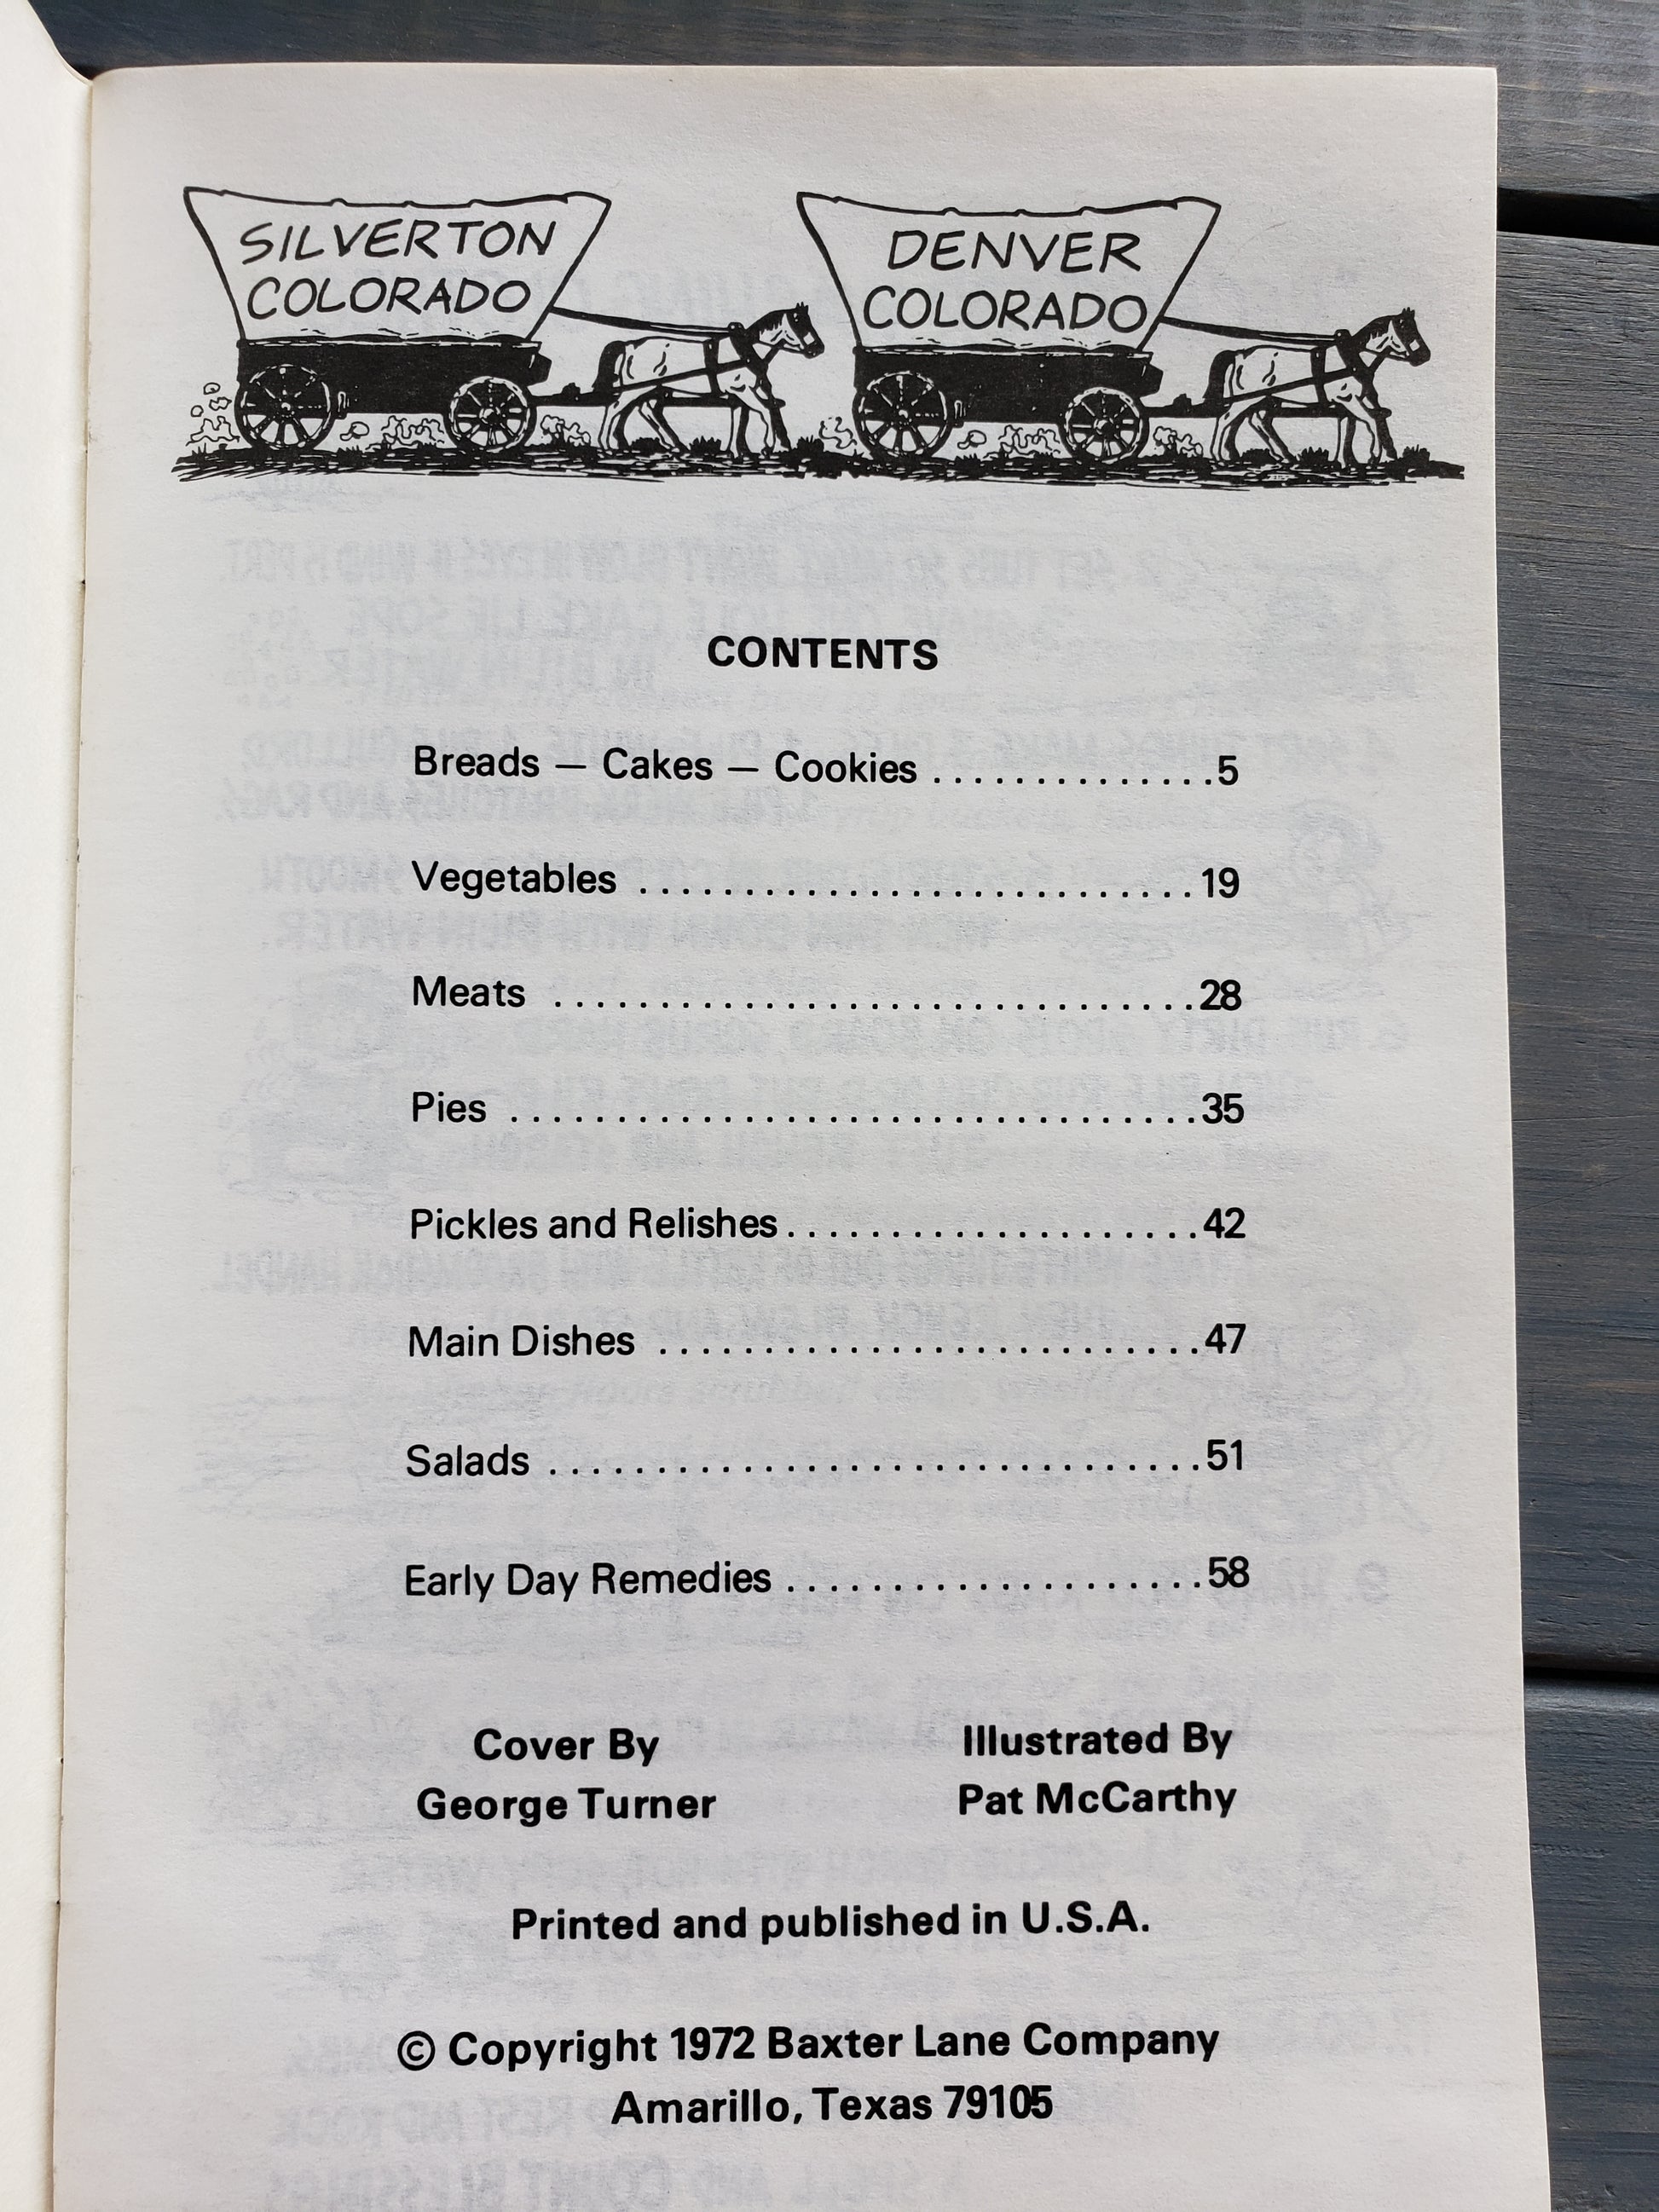 SILVERTON
COLORADO
DENVER
COLORADO
CONTENTS
Breads — Cakes — Cookies ..............5
Vegetables ..........................19
Meats ..............................28
Pies .................................35
Pickles and Relishes....................42
Main Dishes ..........................47
Salads ...............................51
Early Day Remedies ....................58
Cover By
George Turner
Illustrated By
Pat McCarthy
Printed and published in U.S.A.
© Copyright 1972 Baxter Lane Company
Amarillo, Texas 79105